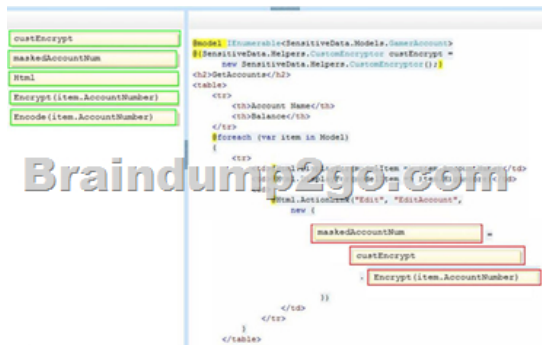 custEncrypt
maskedAccountNum
Html
Encrypt(item.AccountNumber)
Encode(item.AccountNumber)
@model IEnumerable<SensitiveData.Models.GamerAccount>
@{SensitiveData.Helpers.CustomEncryptor custEncrypt =
new SensitiveData.Helpers.CustomEncryptor();}
<h2>GetAccounts</h2>
<table>
<tr>
<th>Account Name</th>
<th>Balance</th>
</tr>
@foreach (var item in Model)
{
<tr>
</td>
</td>
Braindump2go.com
@Html.ActionLink("Edit", "EditAccount",
new {
maskedAccountNum =
custEncrypt
. Encrypt(item.AccountNumber)
})
</td>
</tr>
}
</table>